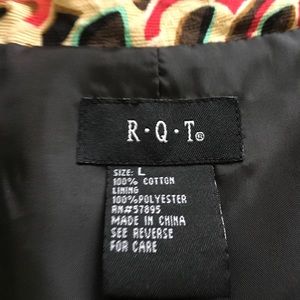 R·Q·T®
SIZE: L
100% COTTON
LINING
100%POLYESTER
RN#57895
MADE IN CHINA
SEE REVERSE
FOR CARE